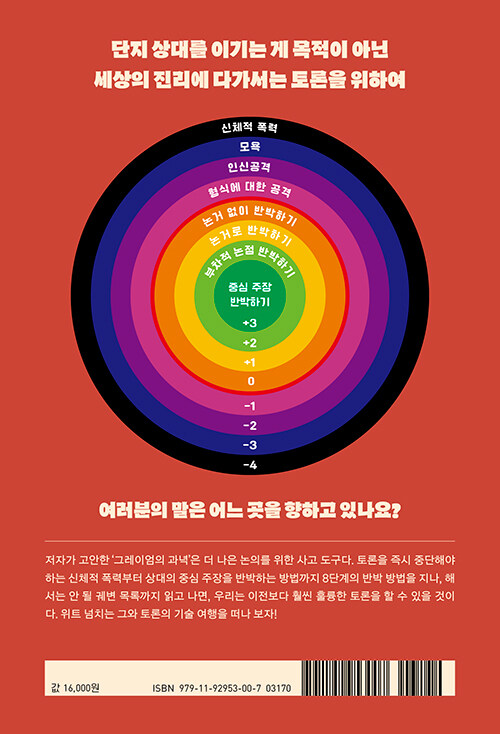 단지 상대를 이기는 게 목적이 아닌
세상의 진리에 다가서는 토론을 위하여
신체적 폭력
모욕
인신공격
형식에 대한 공격
논거 없이 반박하기
논거로 반박하기
부차적 논점 반박하기
중심 주장
반박하기
+3
+2
+1
0
-1
-2
-3
-4
여러분의 말은 어느 곳을 향하고 있나요?
저자가 고안한 '그레이엄의 과녁'은 더 나은 논의를 위한 사고 도구다. 토론을 즉시 중단해야
하는 신체적 폭력부터 상대의 중심 주장을 반박하는 방법까지 8단계의 반박 방법을 지나, 해
서는 안 될 궤변 목록까지 읽고 나면, 우리는 이전보다 훨씬 훌륭한 토론을 할 수 있을 것이
다. 위트 넘치는 그와 토론의 기술 여행을 떠나 보자!
값 16,000원
ISBN 979-11-92953-00-7 03170